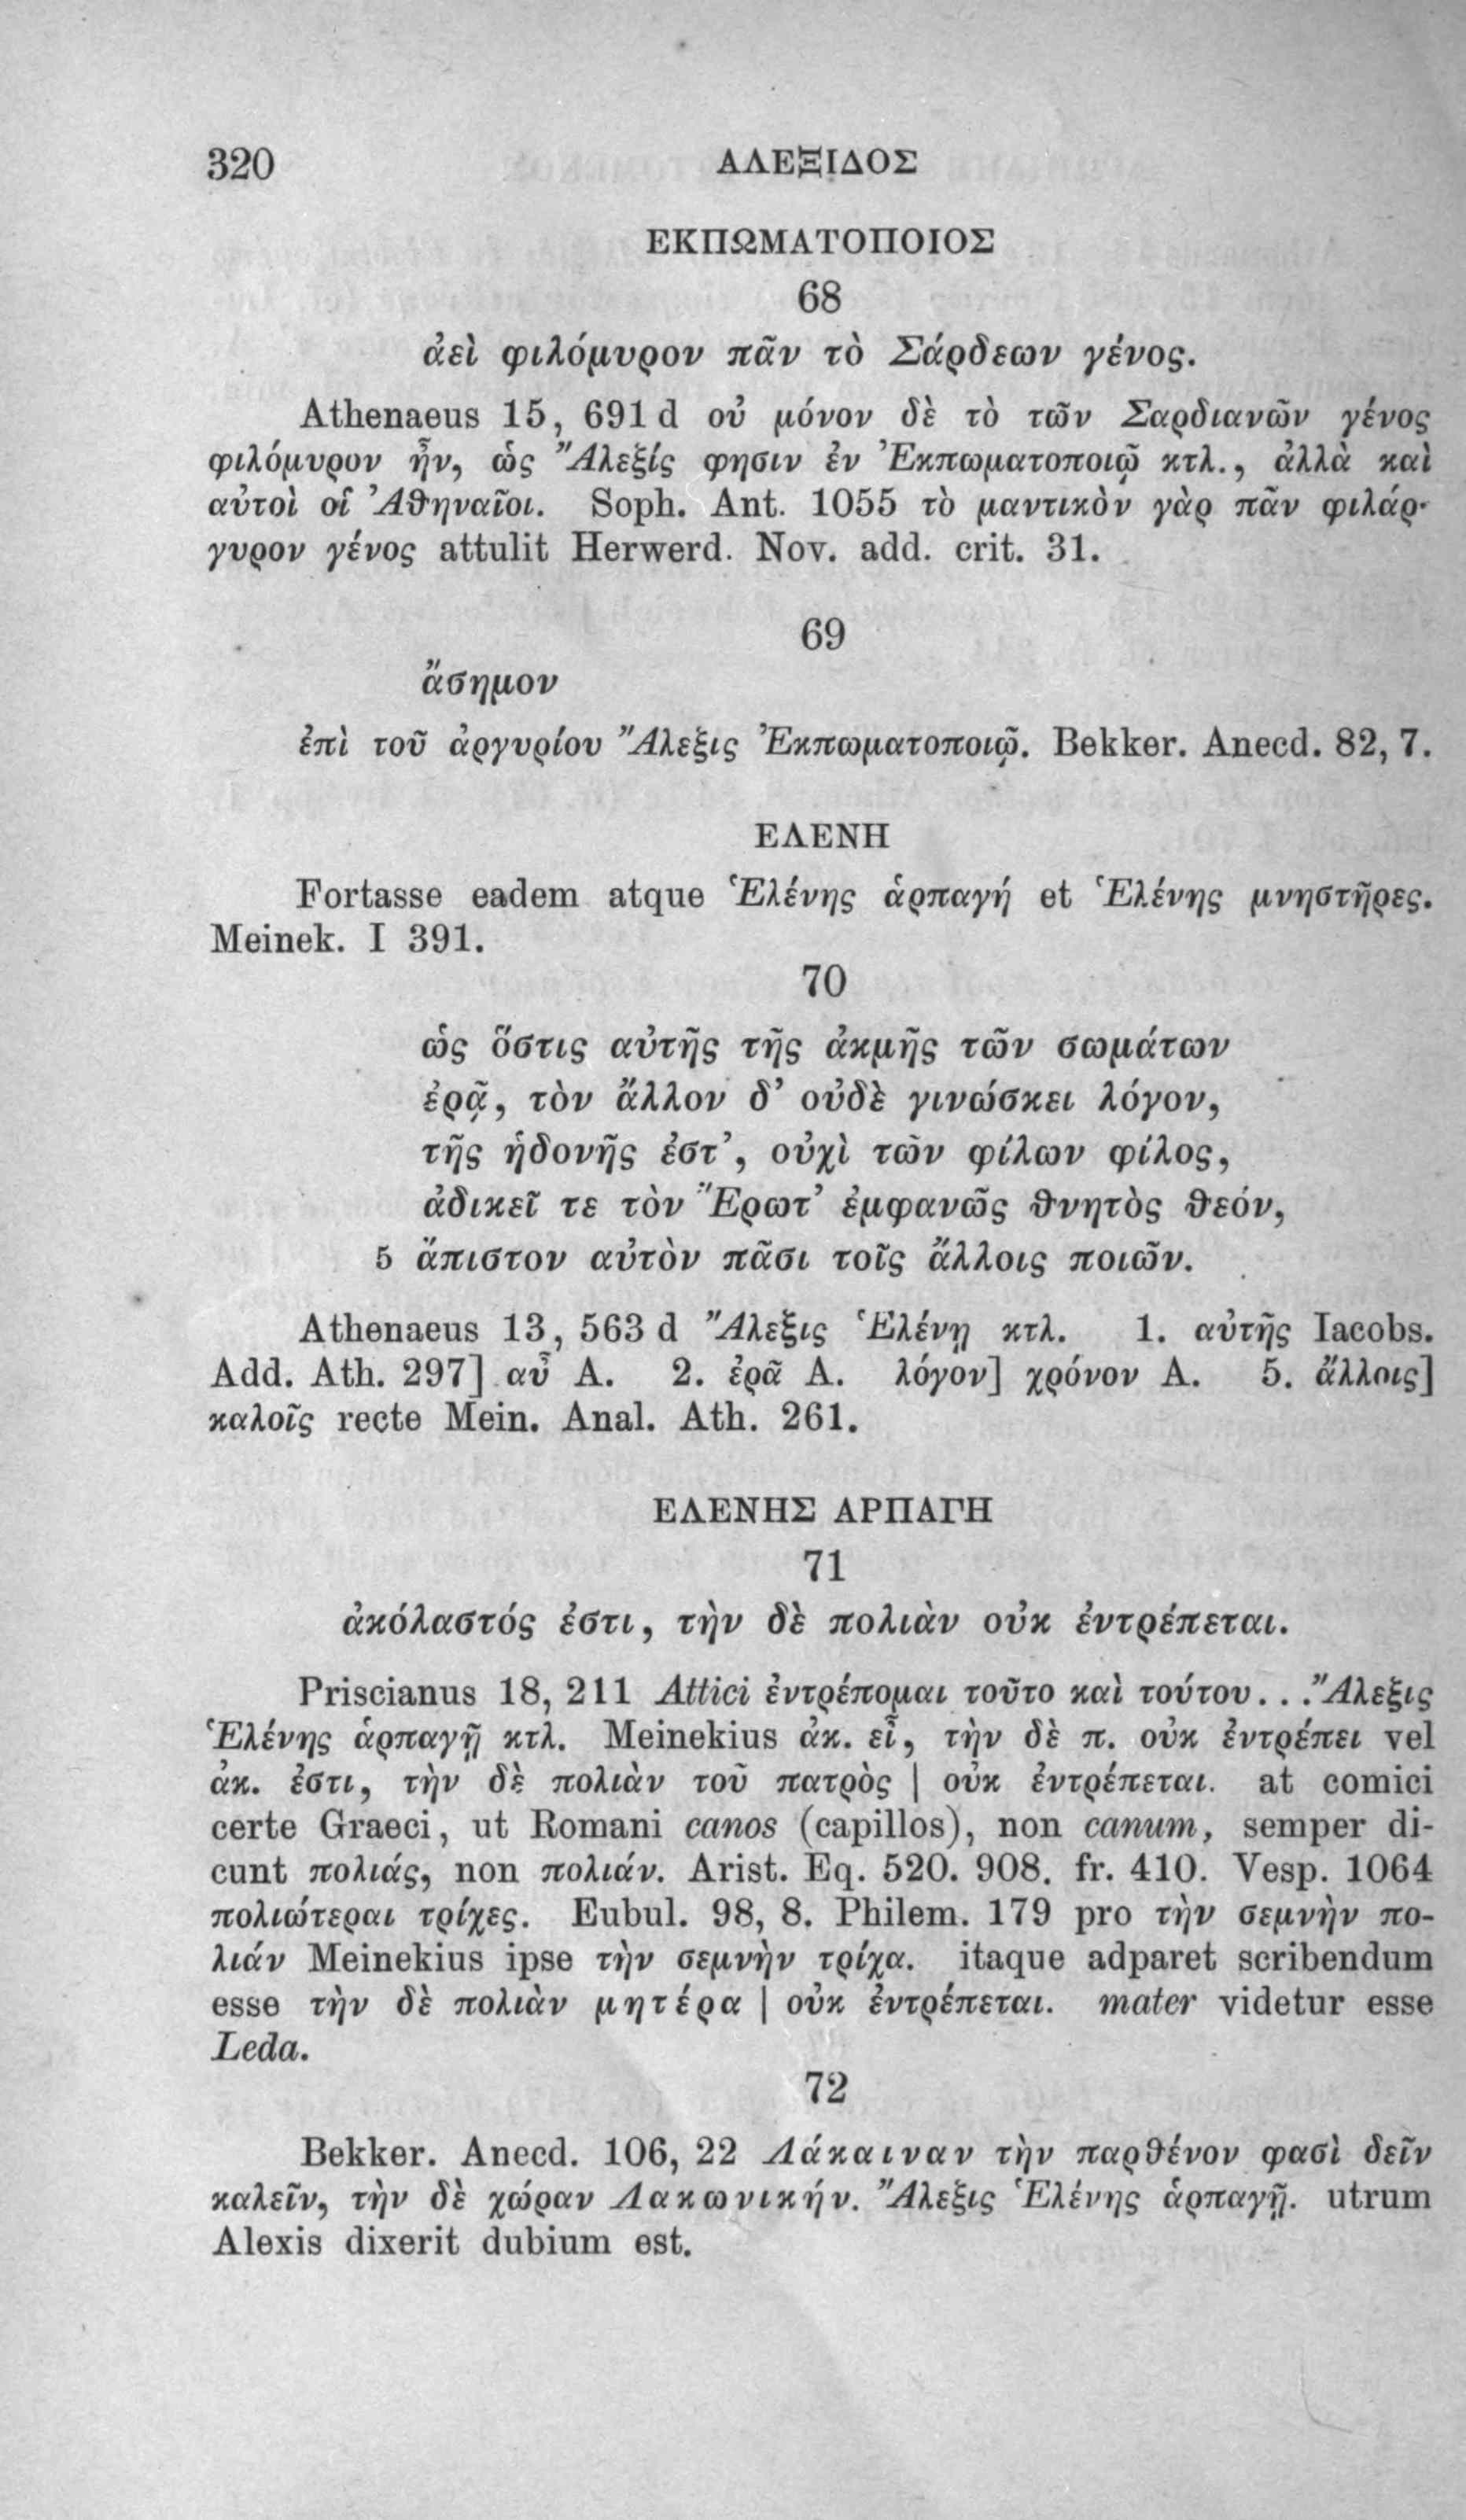 320 ΑΛΕΞΙΔΟΣ
ΕΚΠΩΜΑΤΟΠΟΙΟΣ
68
ἀεὶ φιλόμυρον πᾶν τὸ Σάρδεων γένος.
Athenaeus 15, 691 d οὐ μόνον δὲ τὸ τῶν Σαρδιανῶν γένος
φιλόμυρον ἦν, ὡς Ἄλεξίς φησιν ἐν Ἐκπωματοποιῷ κτλ., ἀλλὰ καὶ
αὐτοὶ οἱ Ἀθηναῖοι. Soph. Ant. 1055 τὸ μαντικὸν γὰρ πᾶν φιλάρ-
γυρον γένος attulit Herwerd. Nov. add. crit. 31.
69
ἄσημον
ἐπὶ τοῦ ἀργυρίου Ἄλεξις Ἐκπωματοποιῷ. Bekker. Anecd. 82, 7.
ΕΛΕΝΗ
Fortasse eadem atque Ἑλένης ἁρπαγή et Ἑλένης μνηστῆρες.
Meinek. I 391.
70
ὡς ὅστις αὐτῆς τῆς ἀκμῆς τῶν σωμάτων
ἐρᾷ, τὸν ἄλλον δ’ οὐδὲ γινώσκει λόγον,
τῆς ἡδονῆς ἐστ’, οὐχὶ τῶν φίλων φίλος,
ἀδικεῖ τε τὸν Ἔρωτ’ ἐμφανῶς θνητὸς θεόν,
5 ἄπιστον αὐτὸν πᾶσι τοῖς ἄλλοις ποιῶν.
Athenaeus 13, 563 d Ἄλεξις Ἑλένῃ κτλ. 1. αὐτῆς Iacobs.
Add. Ath. 297] αὖ A. 2. ἐρᾶ A. λόγον] χρόνον A. 5. ἄλλοις]
καλοῖς recte Mein. Anal. Ath. 261.
ΕΛΕΝΗΣ ΑΡΠΑΓΗ
71
ἀκόλαστός ἐστι, τὴν δὲ πολιὰν οὐκ ἐντρέπεται.
Priscianus 18, 211 Attici ἐντρέπομαι τοῦτο καὶ τούτου... Ἄλεξις
Ἑλένης ἁρπαγῇ κτλ. Meinekius ἀκ. εἶ, τὴν δὲ π. οὐκ ἐντρέπει vel
ἀκ. ἐστι, τὴν δὲ πολιὰν τοῦ πατρὸς | οὐκ ἐντρέπεται. at comici
certe Graeci, ut Romani canos (capillos), non canum, semper di-
cunt πολιάς, non πολιάν. Arist. Eq. 520. 908. fr. 410. Vesp. 1064
πολιώτεραι τρίχες. Eubul. 98, 8. Philem. 179 pro τὴν σεμνὴν πο-
λιάν Meinekius ipse τὴν σεμνὴν τρίχα. itaque adparet scribendum
esse τὴν δὲ πολιὰν μητέρα | οὐκ ἐντρέπεται. mater videtur esse
Leda.
72
Bekker. Anecd. 106, 22 Λάκαιναν τὴν παρθένον φασὶ δεῖν
καλεῖν, τὴν δὲ χώραν Λακωνικήν. Ἄλεξις Ἑλένης ἁρπαγῇ. utrum
Alexis dixerit dubium est.